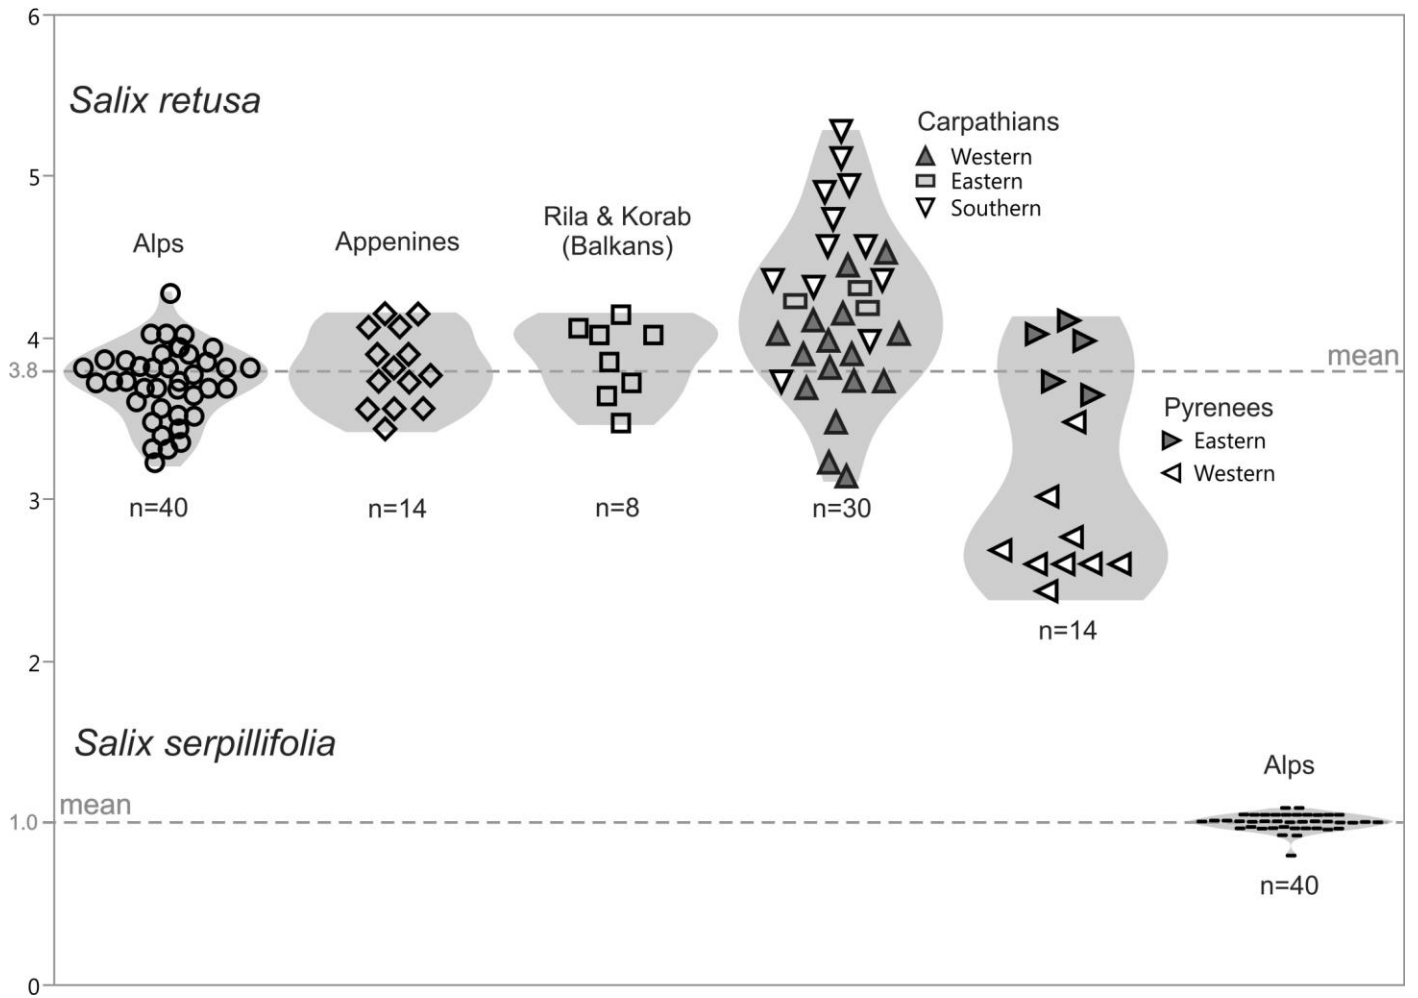 6
Salix retusa
Carpathians
Western
Eastern
Southern
5
Rila & Korab
(Balkans)
Alps
Appenines
4
3.8
mean
Pyrenees
Eastern
Western
3
n=40
n=14
n=8
n=30
n=14
2
Salix serpillifolia
Alps
mean
1.0
n=40
0